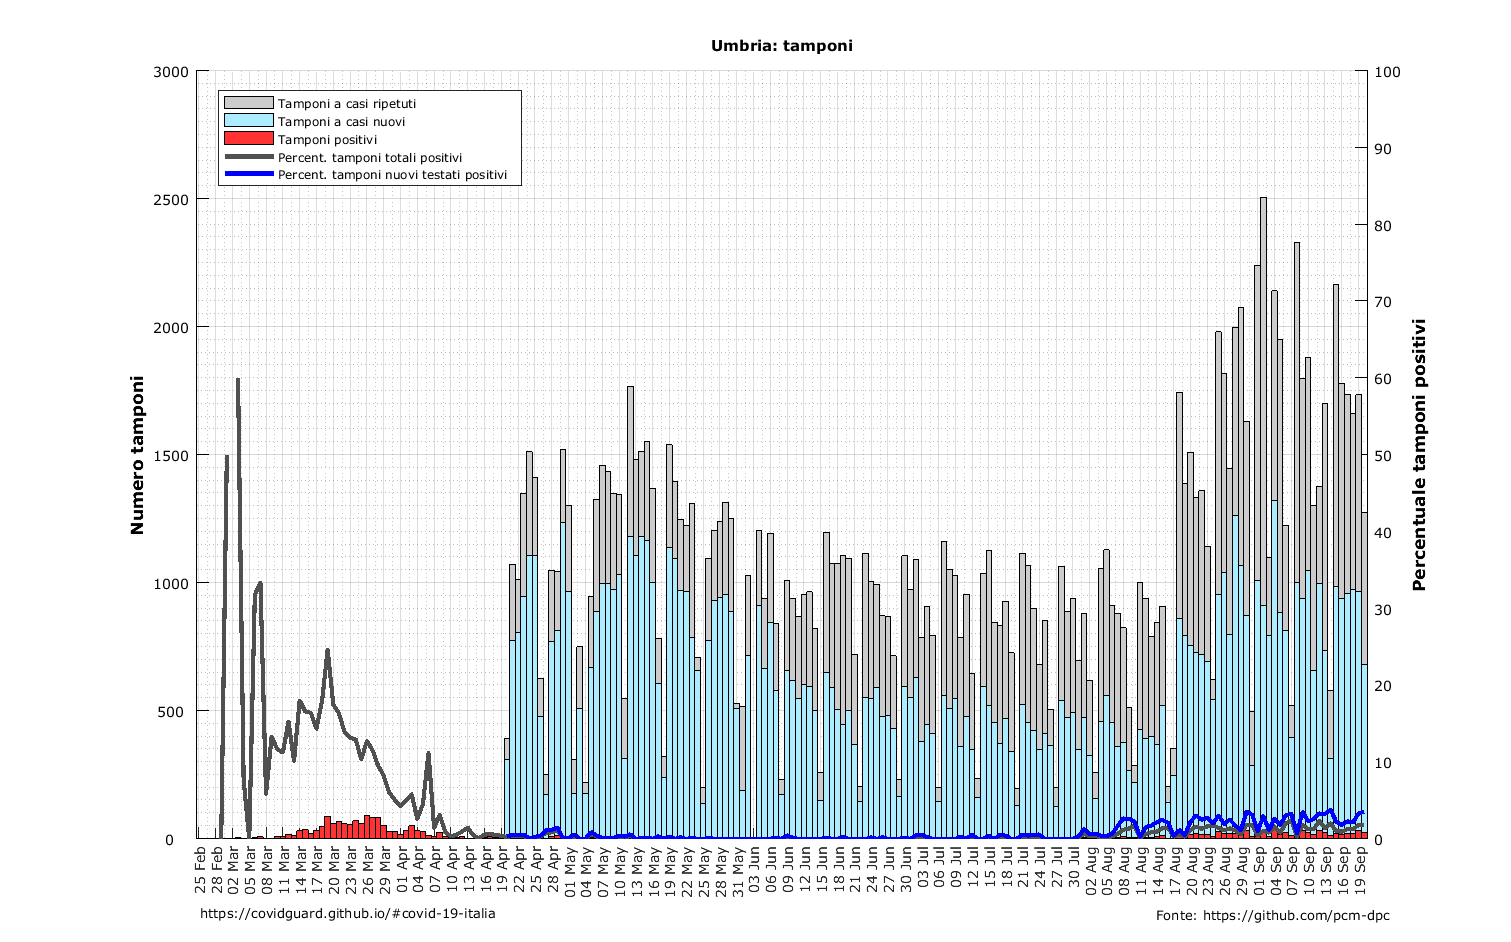 Umbria: tamponi
3000
2500
2000
1500
1000
500
0
Numero tamponi
Tamponi a casi ripetuti
Tamponi a casi nuovi
Tamponi positivi
Percent. tamponi totali positivi
Percent. tamponi nuovi testati positivi
100
90
80
70
60
50
40
30
20
10
0
Percentuale tamponi positivi
25 Feb
28 Feb
02 Mar
05 Mar
08 Mar
11 Mar
14 Mar
17 Mar
20 Mar
23 Mar
26 Mar
29 Mar
01 Apr
04 Apr
07 Apr
10 Apr
13 Apr
16 Apr
19 Apr
22 Apr
25 Apr
28 Apr
01 May
04 May
07 May
10 May
13 May
16 May
19 May
22 May
25 May
28 May
31 May
03 Jun
06 Jun
09 Jun
12 Jun
15 Jun
18 Jun
21 Jun
24 Jun
27 Jun
30 Jun
03 Jul
06 Jul
09 Jul
12 Jul
15 Jul
18 Jul
21 Jul
24 Jul
27 Jul
30 Jul
02 Aug
05 Aug
08 Aug
11 Aug
14 Aug
17 Aug
20 Aug
23 Aug
26 Aug
29 Aug
01 Sep
04 Sep
07 Sep
10 Sep
13 Sep
16 Sep
19 Sep
https://covidguard.github.io/#covid-19-italia
Fonte: https://github.com/pcm-dpc